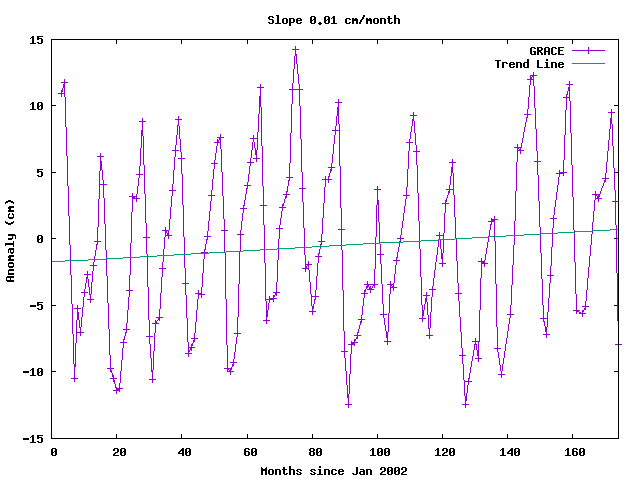 Slope 0.01 cm/month
GRACE
Trend Line
15
10
5
0
-5
-10
-15
Anomaly (cm)
0 20 40 60 80 100 120 140 160
Months since Jan 2002